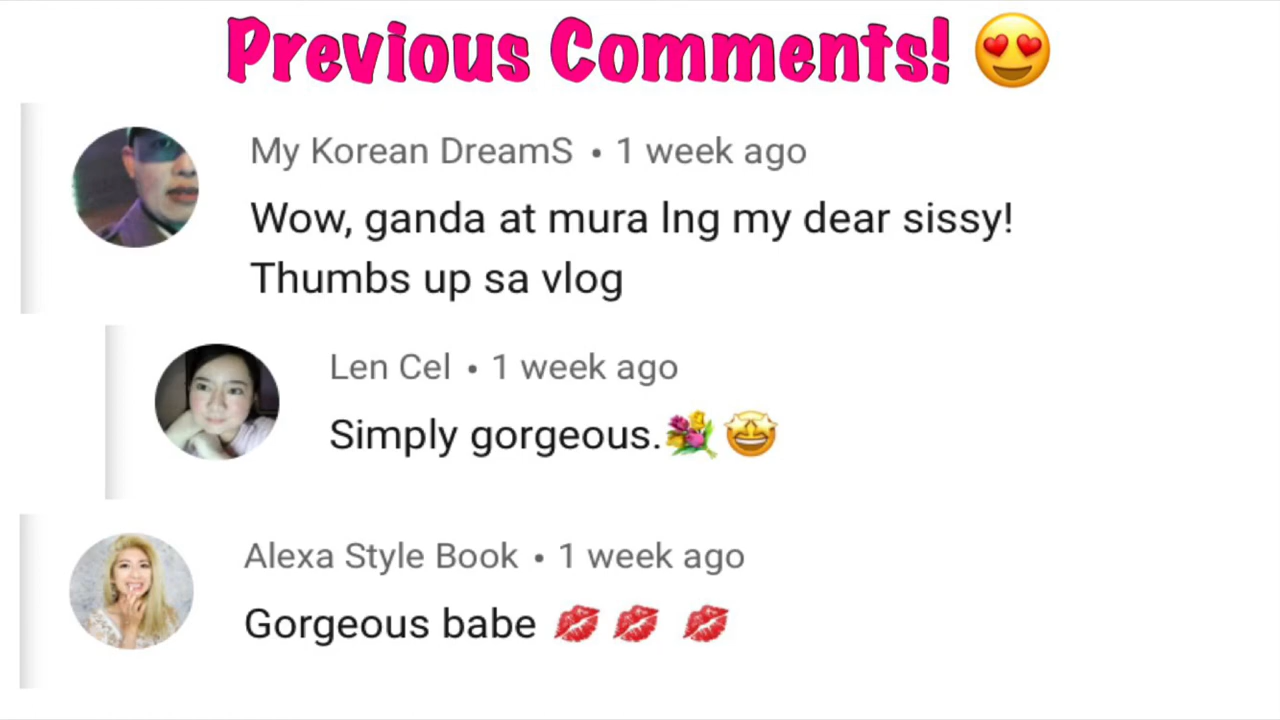 Previous Comments! 😍
My Korean DreamS • 1 week ago
Wow, ganda at mura lng my dear sissy!
Thumbs up sa vlog
Len Cel • 1 week ago
Simply gorgeous.💐🤩
Alexa Style Book • 1 week ago
Gorgeous babe 💋💋 💋